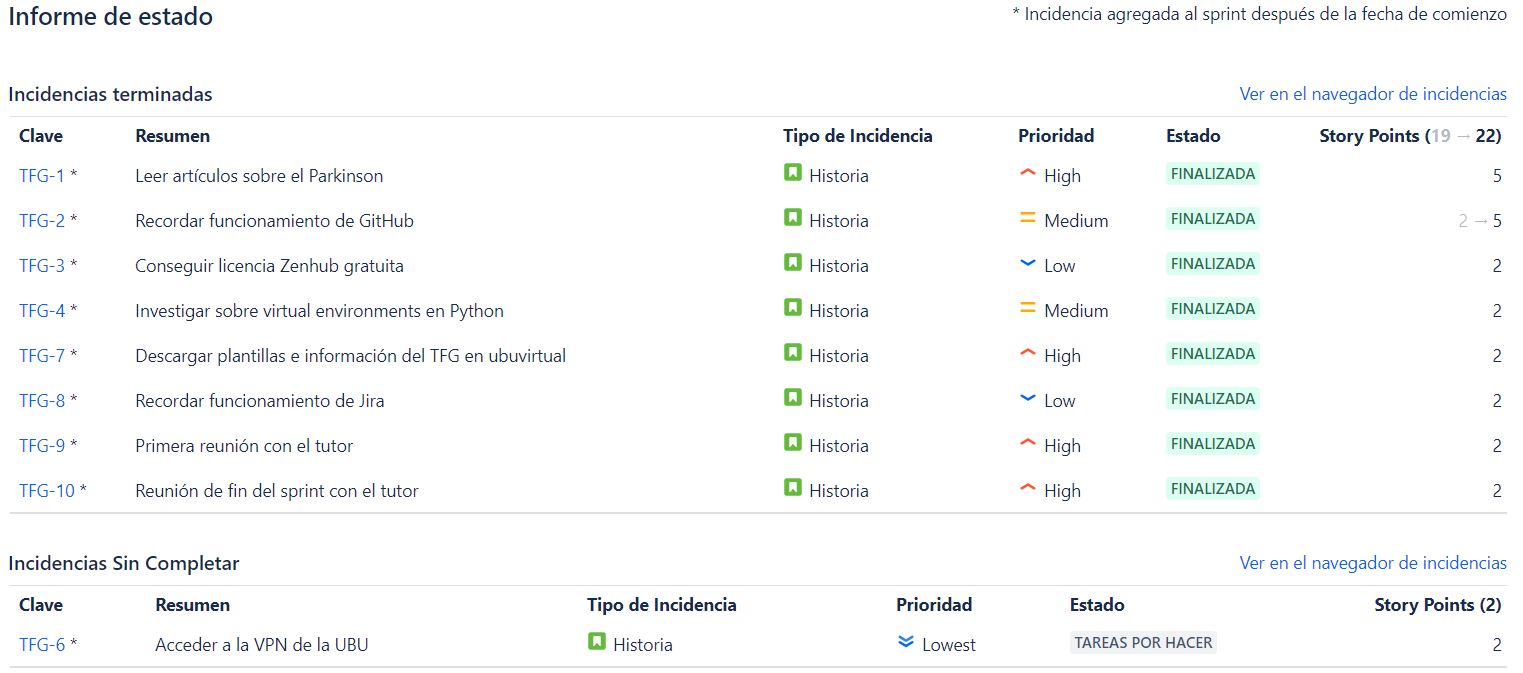 Informe de estado
* Incidencia agregada al sprint después de la fecha de comienzo
Incidencias terminadas Ver en el navegador de incidencias
Clave Resumen Tipo de Incidencia Prioridad Estado Story Points (19 → 22)
TFG-1 * Leer artículos sobre el Parkinson Historia High FINALIZADA 5
TFG-2 * Recordar funcionamiento de GitHub Historia Medium FINALIZADA 2 → 5
TFG-3 * Conseguir licencia Zenhub gratuita Historia Low FINALIZADA 2
TFG-4 * Investigar sobre virtual environments en Python Historia Medium FINALIZADA 2
TFG-7 * Descargar plantillas e información del TFG en ubuvirtual Historia High FINALIZADA 2
TFG-8 * Recordar funcionamiento de Jira Historia Low FINALIZADA 2
TFG-9 * Primera reunión con el tutor Historia High FINALIZADA 2
TFG-10 * Reunión de fin del sprint con el tutor Historia High FINALIZADA 2
Incidencias Sin Completar Ver en el navegador de incidencias
Clave Resumen Tipo de Incidencia Prioridad Estado Story Points (2)
TFG-6 * Acceder a la VPN de la UBU Historia Lowest TAREAS POR HACER 2